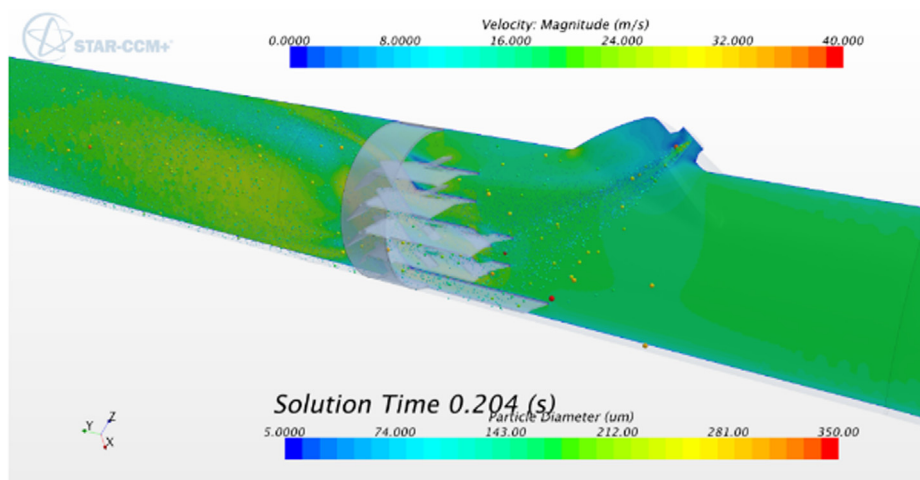 STAR-CCM+
Velocity: Magnitude (m/s)
0.0000 8.0000 16.000 24.000 32.000 40.000
Solution Time 0.204 (s)
Particle Diameter (um)
5.0000 74.000 143.00 212.00 281.00 350.00
Y Z
X